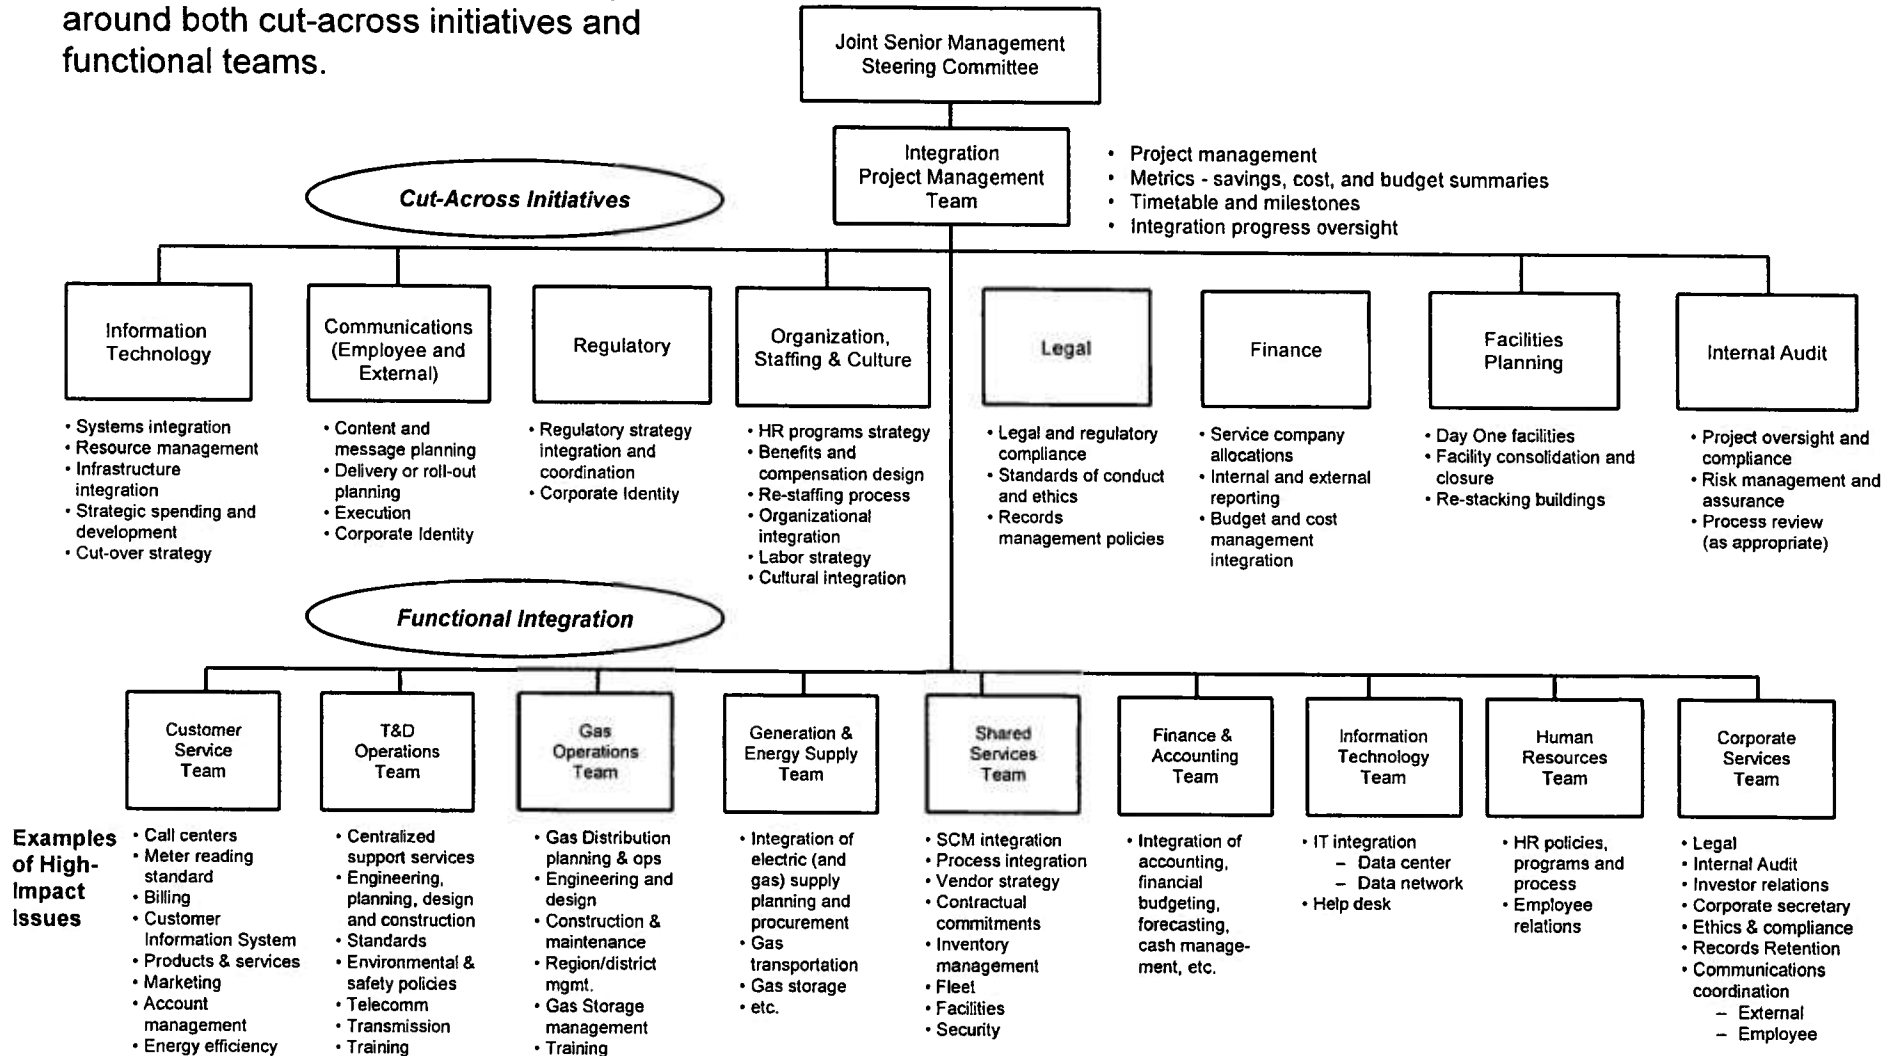 around both cut-across initiatives and
functional teams.
Joint Senior Management
Steering Committee
Integration
Project Management
Team
• Project management
• Metrics - savings, cost, and budget summaries
• Timetable and milestones
• Integration progress oversight
Cut-Across Initiatives
Information
Technology
Communications
(Employee and
External)
Regulatory
Organization,
Staffing & Culture
Legal
Finance
Facilities
Planning
Internal Audit
• Systems integration
• Resource management
• Infrastructure
integration
• Strategic spending and
development
• Cut-over strategy
• Content and
message planning
• Delivery or roll-out
planning
• Execution
• Corporate Identity
• Regulatory strategy
integration and
coordination
• Corporate Identity
• HR programs strategy
• Benefits and
compensation design
• Re-staffing process
• Organizational
integration
• Labor strategy
• Cultural integration
• Legal and regulatory
compliance
• Standards of conduct
and ethics
• Records
management policies
• Service company
allocations
• Internal and external
reporting
• Budget and cost
management
integration
• Day One facilities
• Facility consolidation and
closure
• Re-stacking buildings
• Project oversight and
compliance
• Risk management and
assurance
• Process review
(as appropriate)
Functional Integration
Customer
Service
Team
T&D
Operations
Team
Gas
Operations
Team
Generation &
Energy Supply
Team
Shared
Services
Team
Finance &
Accounting
Team
Information
Technology
Team
Human
Resources
Team
Corporate
Services
Team
Examples
of High-
Impact
Issues
• Call centers
• Meter reading
standard
• Billing
• Customer
Information System
• Products & services
• Marketing
• Account
management
• Energy efficiency
• Centralized
support services
• Engineering,
planning, design
and construction
• Standards
• Environmental &
safety policies
• Telecomm
• Transmission
• Training
• Gas Distribution
planning & ops
• Engineering and
design
• Construction &
maintenance
• Region/district
mgmt.
• Gas Storage
management
• Training
• Integration of
electric (and
gas) supply
planning and
procurement
• Gas
transportation
• Gas storage
• etc.
• SCM integration
• Process integration
• Vendor strategy
• Contractual
commitments
• Inventory
management
• Fleet
• Facilities
• Security
• Integration of
accounting,
financial
budgeting,
forecasting,
cash manage-
ment, etc.
• IT integration
– Data center
– Data network
• Help desk
• HR policies,
programs and
process
• Employee
relations
• Legal
• Internal Audit
• Investor relations
• Corporate secretary
• Ethics & compliance
• Records Retention
• Communications
coordination
– External
– Employee